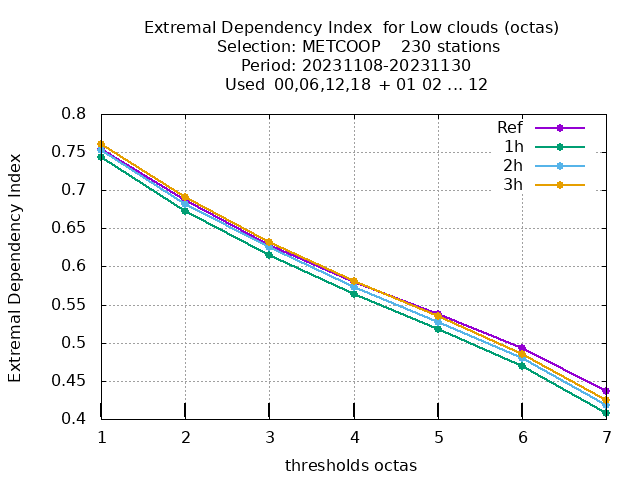 Extremal Dependency Index  for Low clouds (octas)
Selection: METCOOP    230 stations
Period: 20231108-20231130
Used  00,06,12,18 + 01 02 ... 12
Extremal Dependency Index
0.8
0.75
0.7
0.65
0.6
0.55
0.5
0.45
0.4
Ref
1h
2h
3h
1 2 3 4 5 6 7
thresholds octas